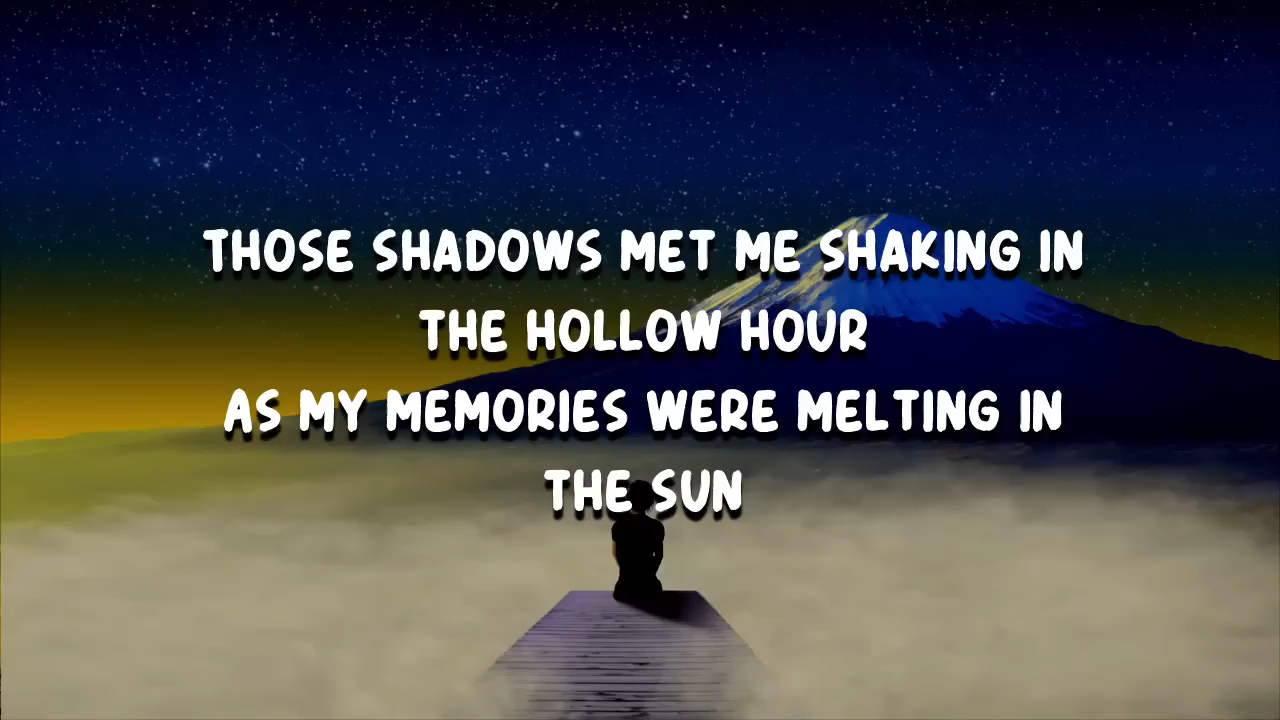 THOSE SHADOWS MET ME SHAKING IN
THE HOLLOW HOUR
AS MY MEMORIES WERE MELTING IN
THE SUN